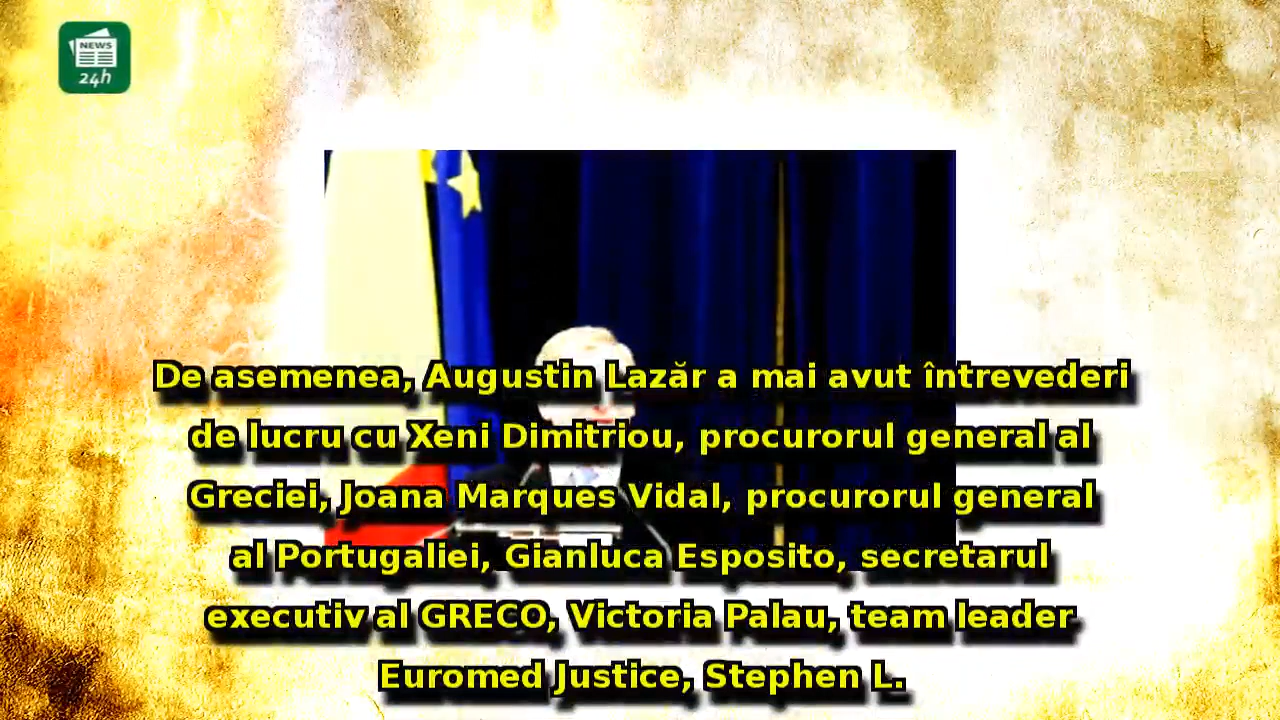 NEWS
24h
De asemenea, Augustin Lazăr a mai avut întrevederi
de lucru cu Xeni Dimitriou, procurorul general al
Greciei, Joana Marques Vidal, procurorul general
al Portugaliei, Gianluca Esposito, secretarul
executiv al GRECO, Victoria Palau, team leader
Euromed Justice, Stephen L.